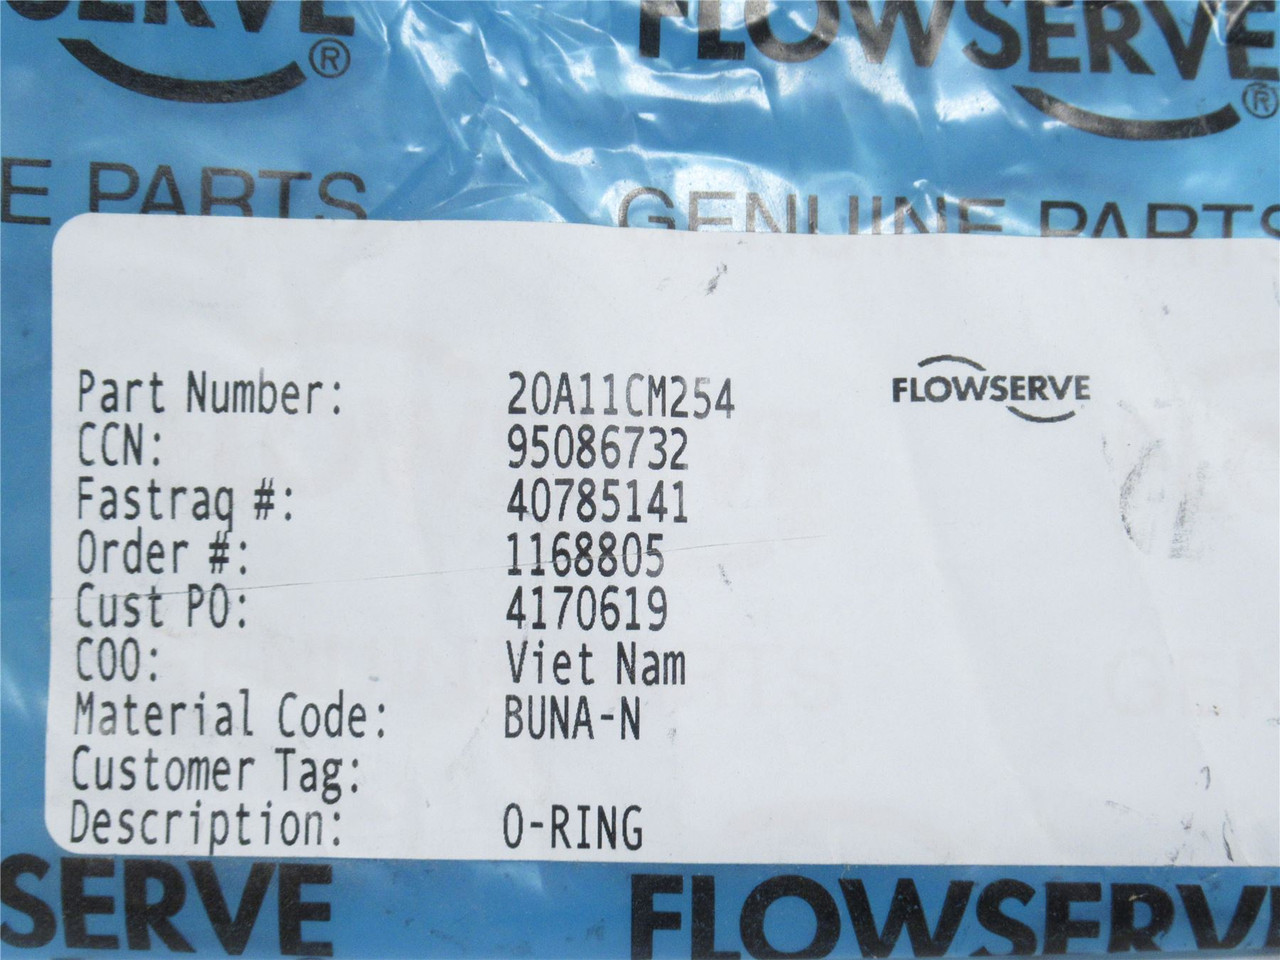 SERVE®
FLOWSERVE®
E PARTS
GENUINE PARTS
FLOWSERVE
Part Number: 20A11CM254
CCN: 95086732
Fastraq #: 40785141
Order #: 1168805
Cust PO: 4170619
COO: Viet Nam
Material Code: BUNA-N
Customer Tag:
Description: O-RING
SERVE
FLOWSERVE